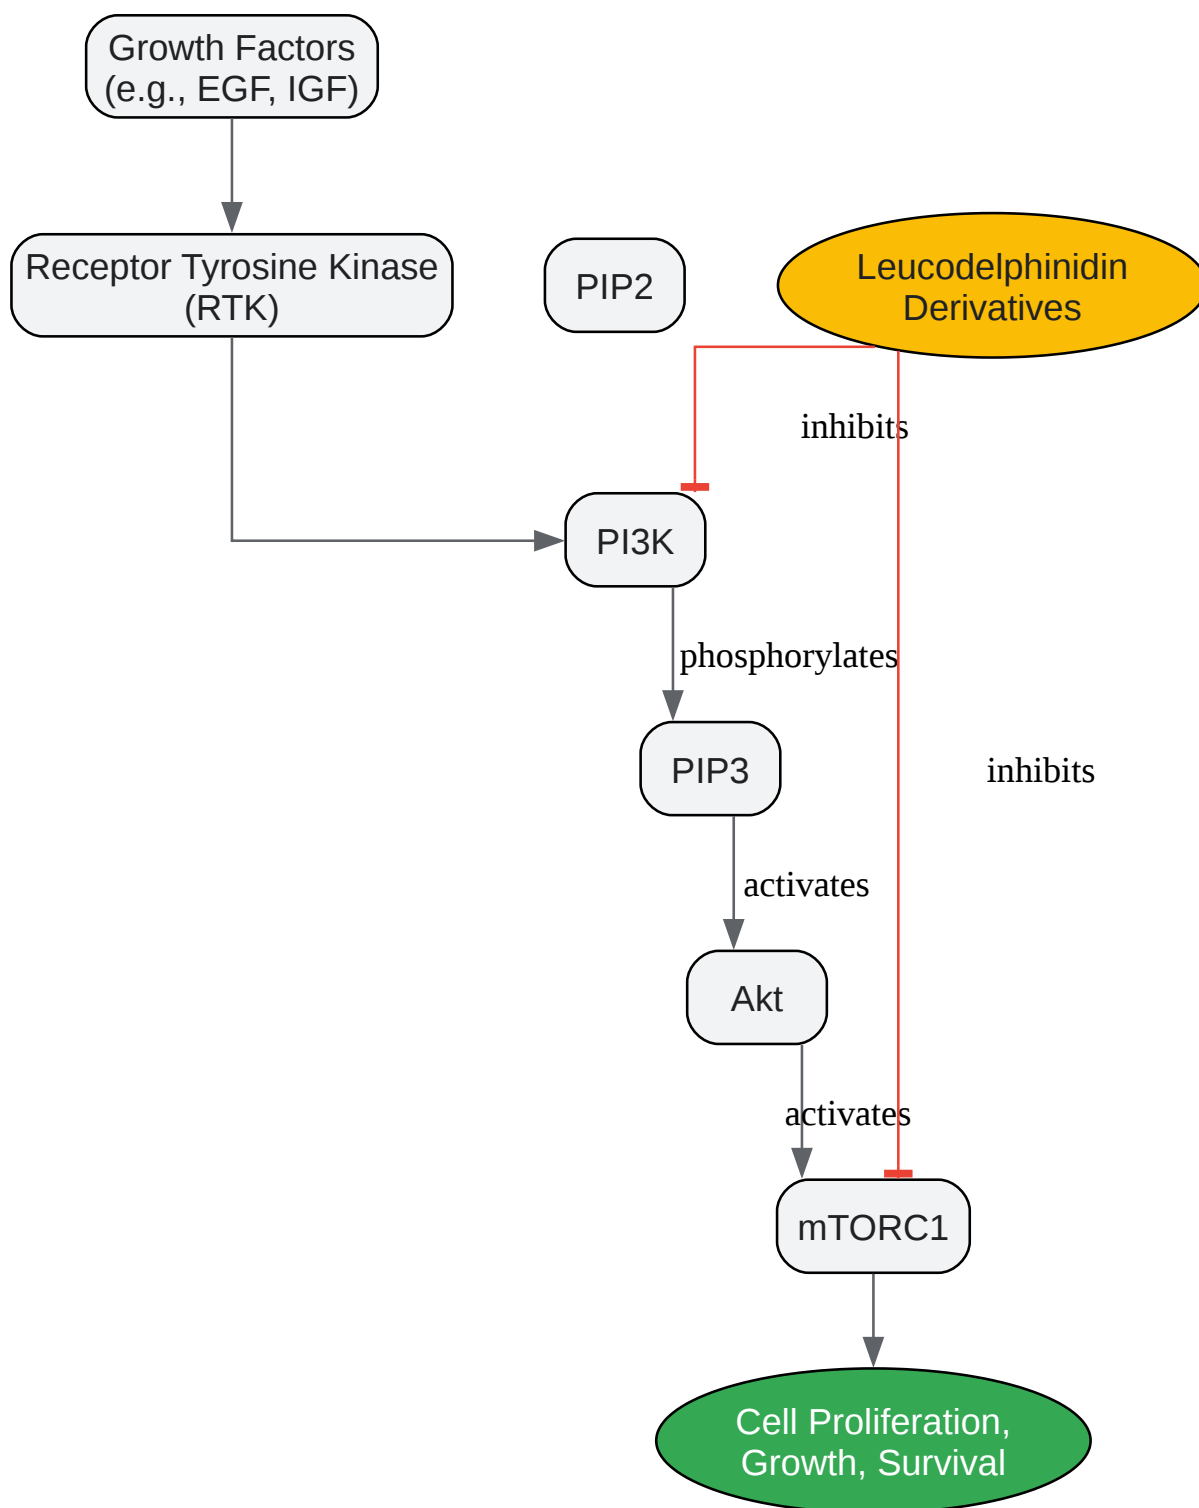 Growth Factors
(e.g., EGF, IGF)
Receptor Tyrosine Kinase
(RTK)
PIP2
Leucodelphinidin
Derivatives
inhibits
PI3K
phosphorylates
PIP3
inhibits
activates
Akt
activates
mTORC1
Cell Proliferation,
Growth, Survival